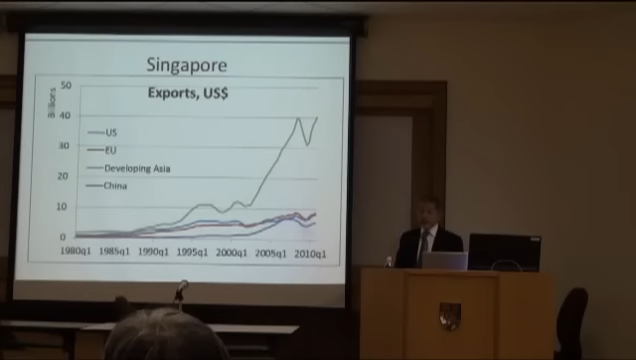 Singapore
Exports, US$
Billions
50
40
30
20
10
0
US
EU
Developing Asia
China
1980q1 1985q1 1990q1 1995q1 2000q1 2005q1 2010q1